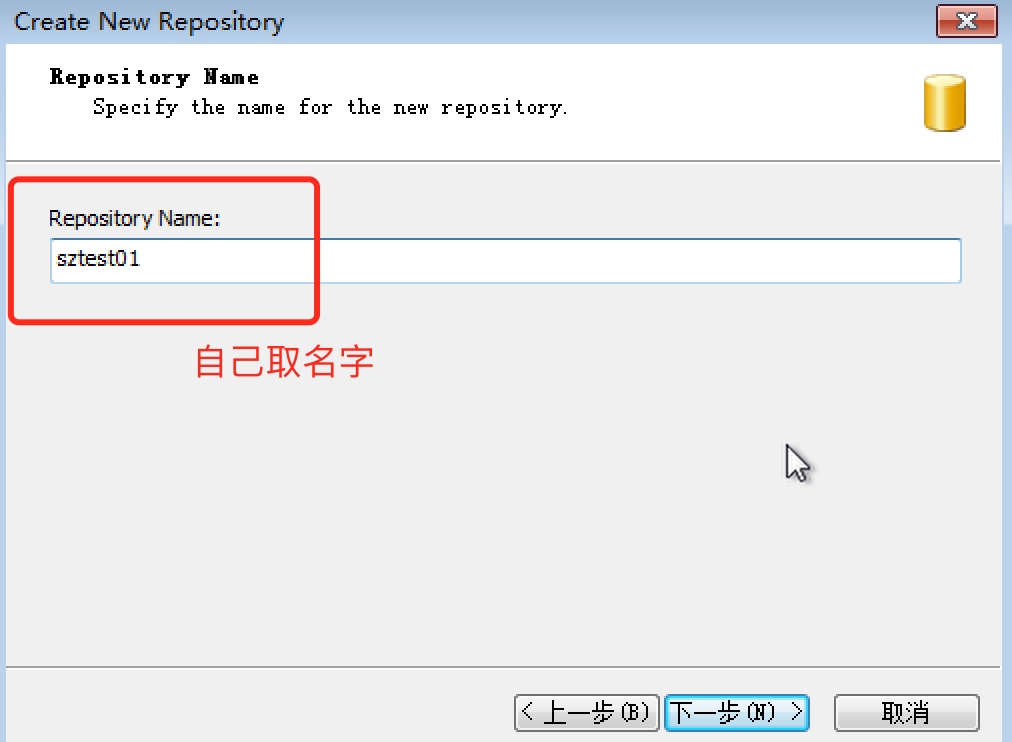 Create New Repository
Repository Name
Specify the name for the new repository.
Repository Name:
sztest01
自己取名字
< 上一步(B)
下一步(N) >
取消